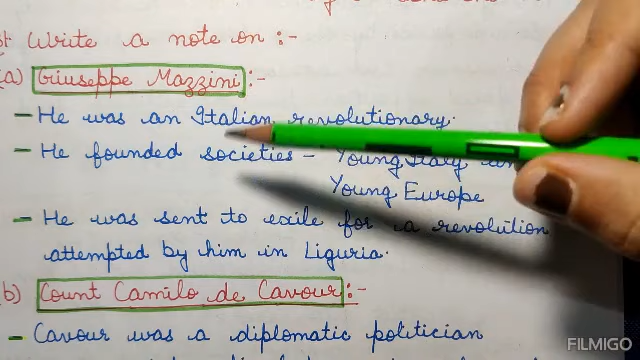 Write a note on :-
(a) Giuseppe Mazzini :-
- He was an Italian revolutionary.
- He founded societies - Young Italy
Young Europe
- He was sent to exile for a revolution
attempted by him in Liguria.
(b) Count Camilo de Cavour :-
- Cavour was a diplomatic politician
FILMIGO